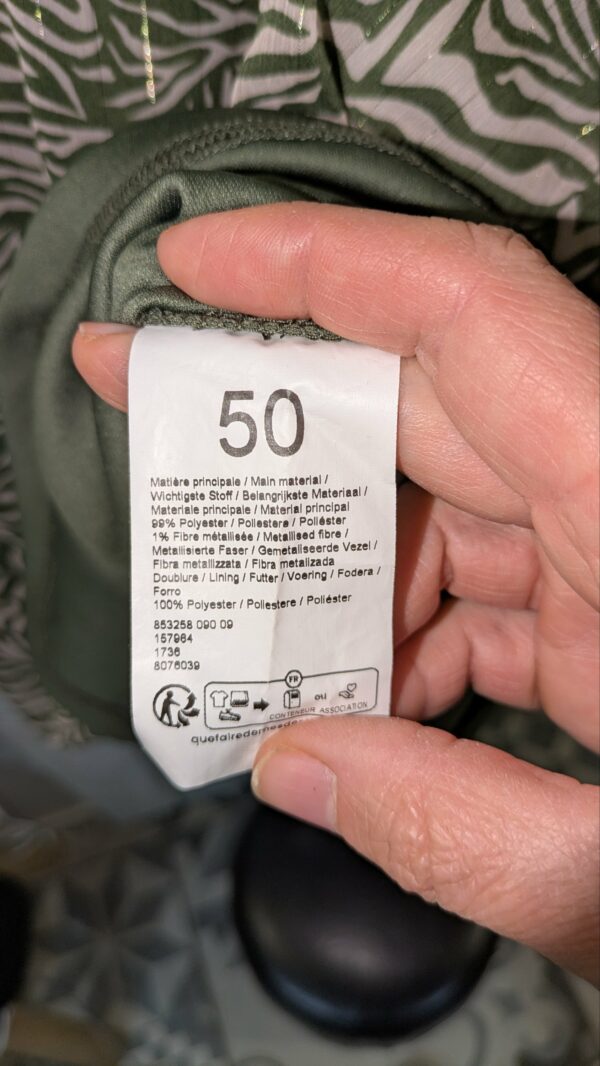 50
Matière principale / Main material /
Wichtigste Stoff / Belangrijkste Materiaal /
Materiale principale / Material principal
99% Polyester / Poliestere / Poliéster
1% Fibre métallisée / Metallised fibre /
Metallisierte Faser / Gemetaliseerde Vezel /
Fibra metallizzata / Fibra metalizada
Doublure / Lining / Futter / Voering / Fodera /
Forro
100% Polyester / Poliestere / Poliéster
853258 090 09
157964
1736
8076039
FR
ou
CONTENEUR ASSOCIATION